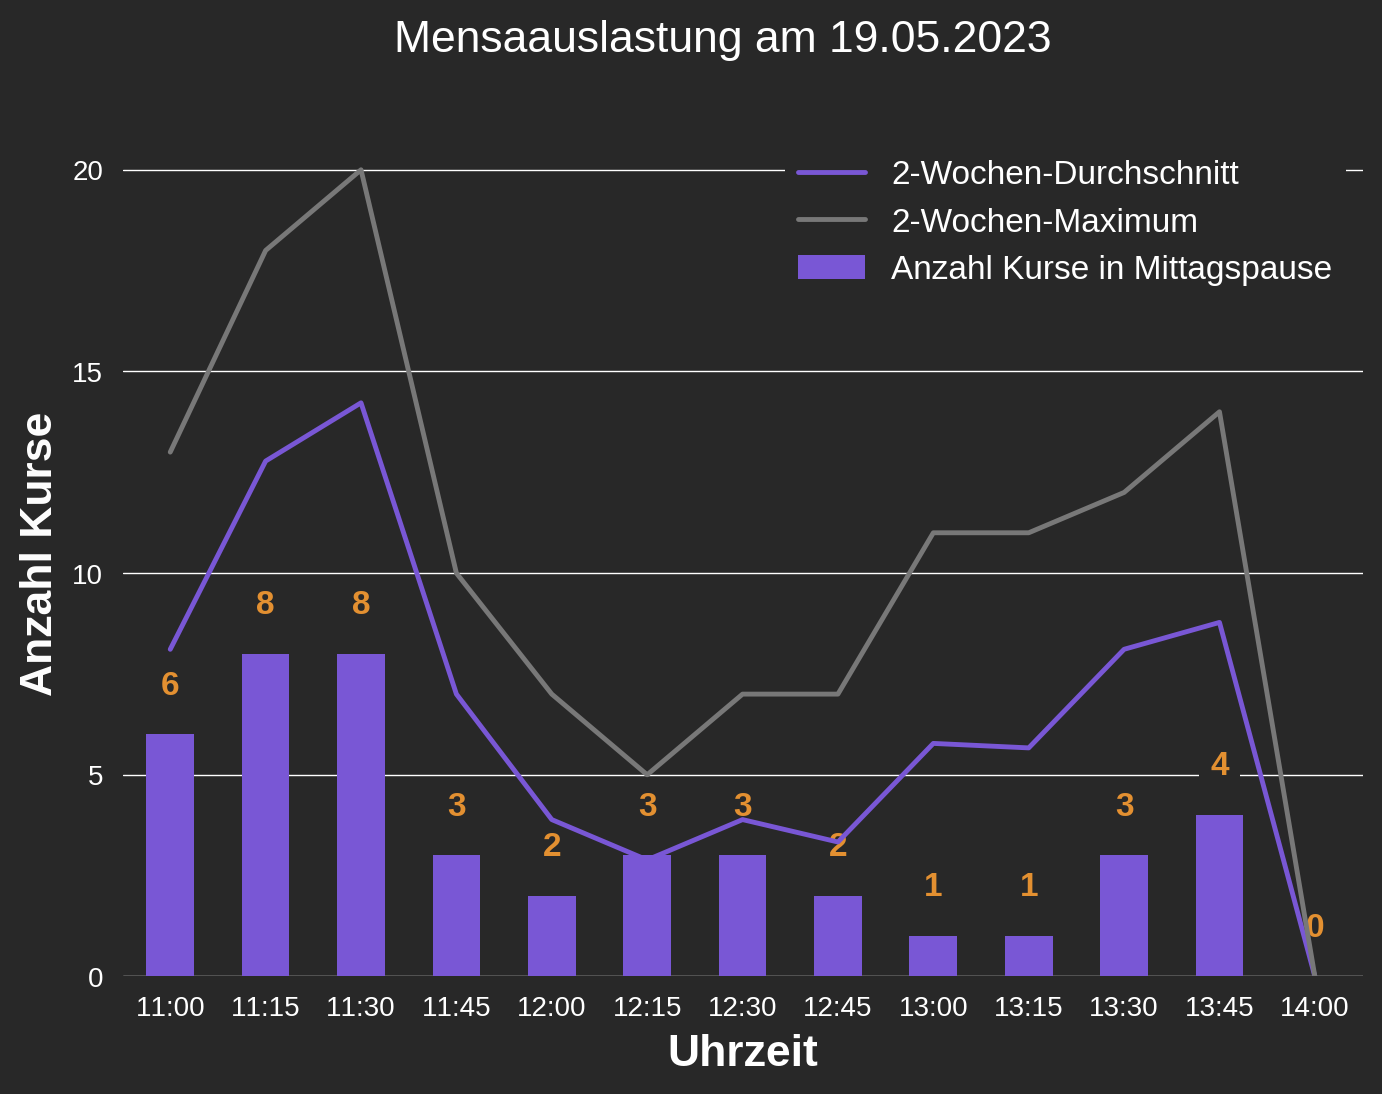 Mensaauslastung am 19.05.2023
2-Wochen-Durchschnitt
2-Wochen-Maximum
Anzahl Kurse in Mittagspause
Anzahl Kurse
20
15
10
5
0
6
8
8
3
2
3
3
2
1
1
3
4
0
11:00 11:15 11:30 11:45 12:00 12:15 12:30 12:45 13:00 13:15 13:30 13:45 14:00
Uhrzeit